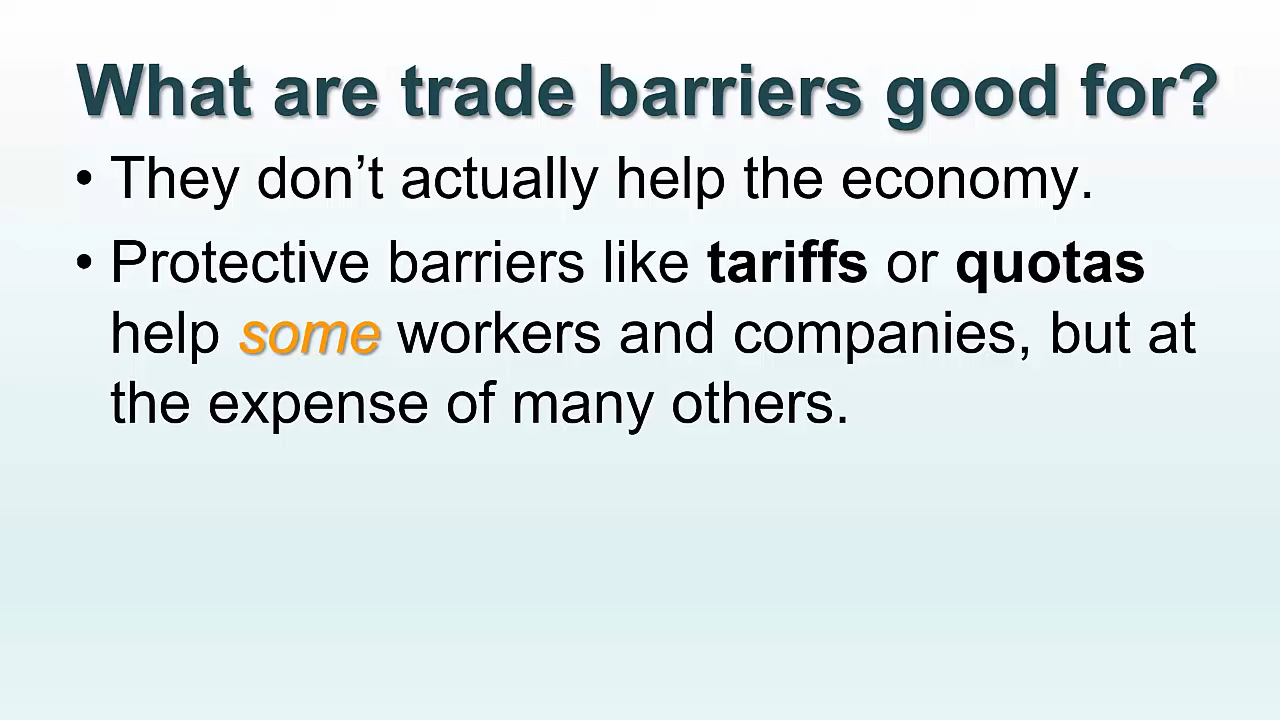 What are trade barriers good for?
• They don’t actually help the economy.
• Protective barriers like tariffs or quotas
help some workers and companies, but at
the expense of many others.